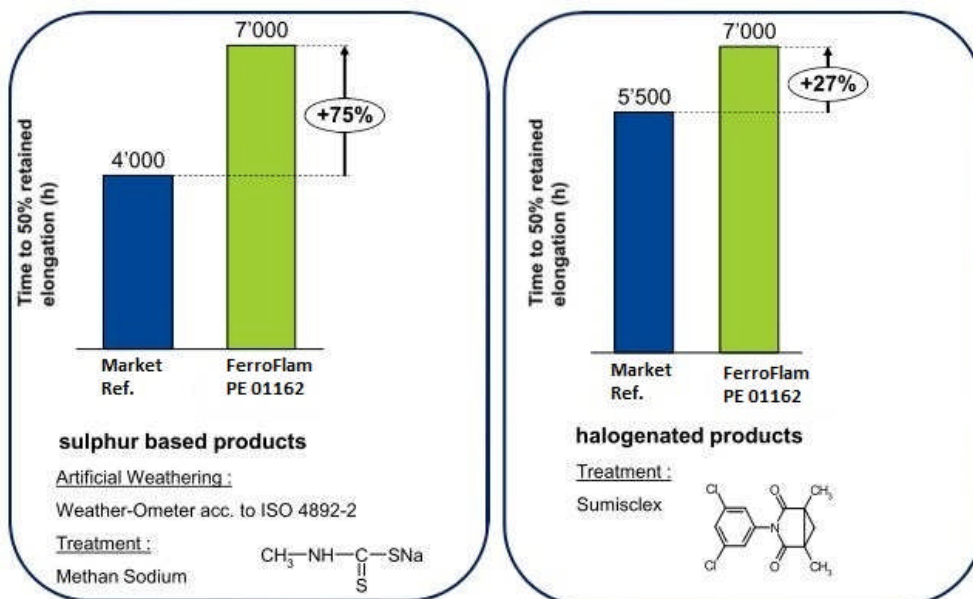 7’000
+75%
4’000
Time to 50% retained
elongation (h)
Market
Ref.
FerroFlam
PE 01162
sulphur based products
Artificial Weathering :
Weather-Ometer acc. to ISO 4892-2
Treatment :
Methan Sodium
CH3-NH-C-SNa
S
7’000
+27%
5’500
Time to 50% retained
elongation (h)
Market
Ref.
FerroFlam
PE 01162
halogenated products
Treatment :
Sumisclex
Cl
Cl
O
N
O
CH3
CH3